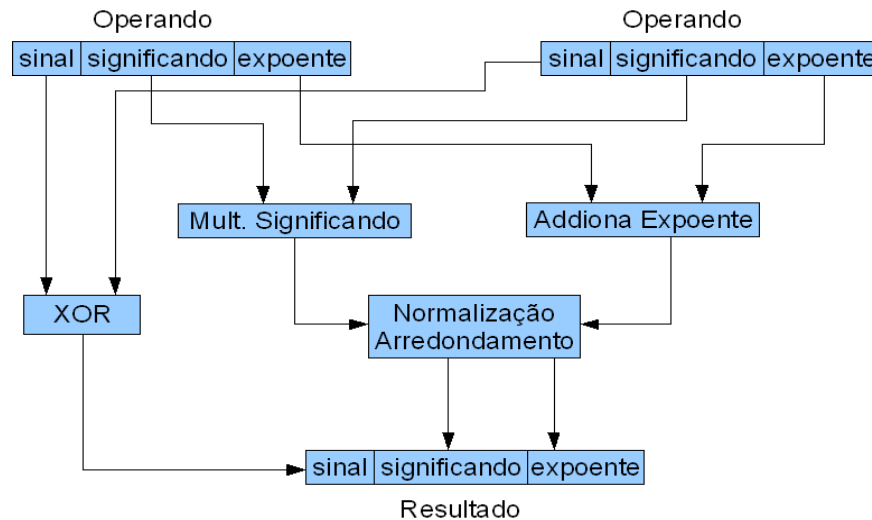 Operando Operando
sinal significando expoente sinal significando expoente
Mult. Significando Addiona Expoente
XOR
Normalização
Arredondamento
sinal significando expoente
Resultado